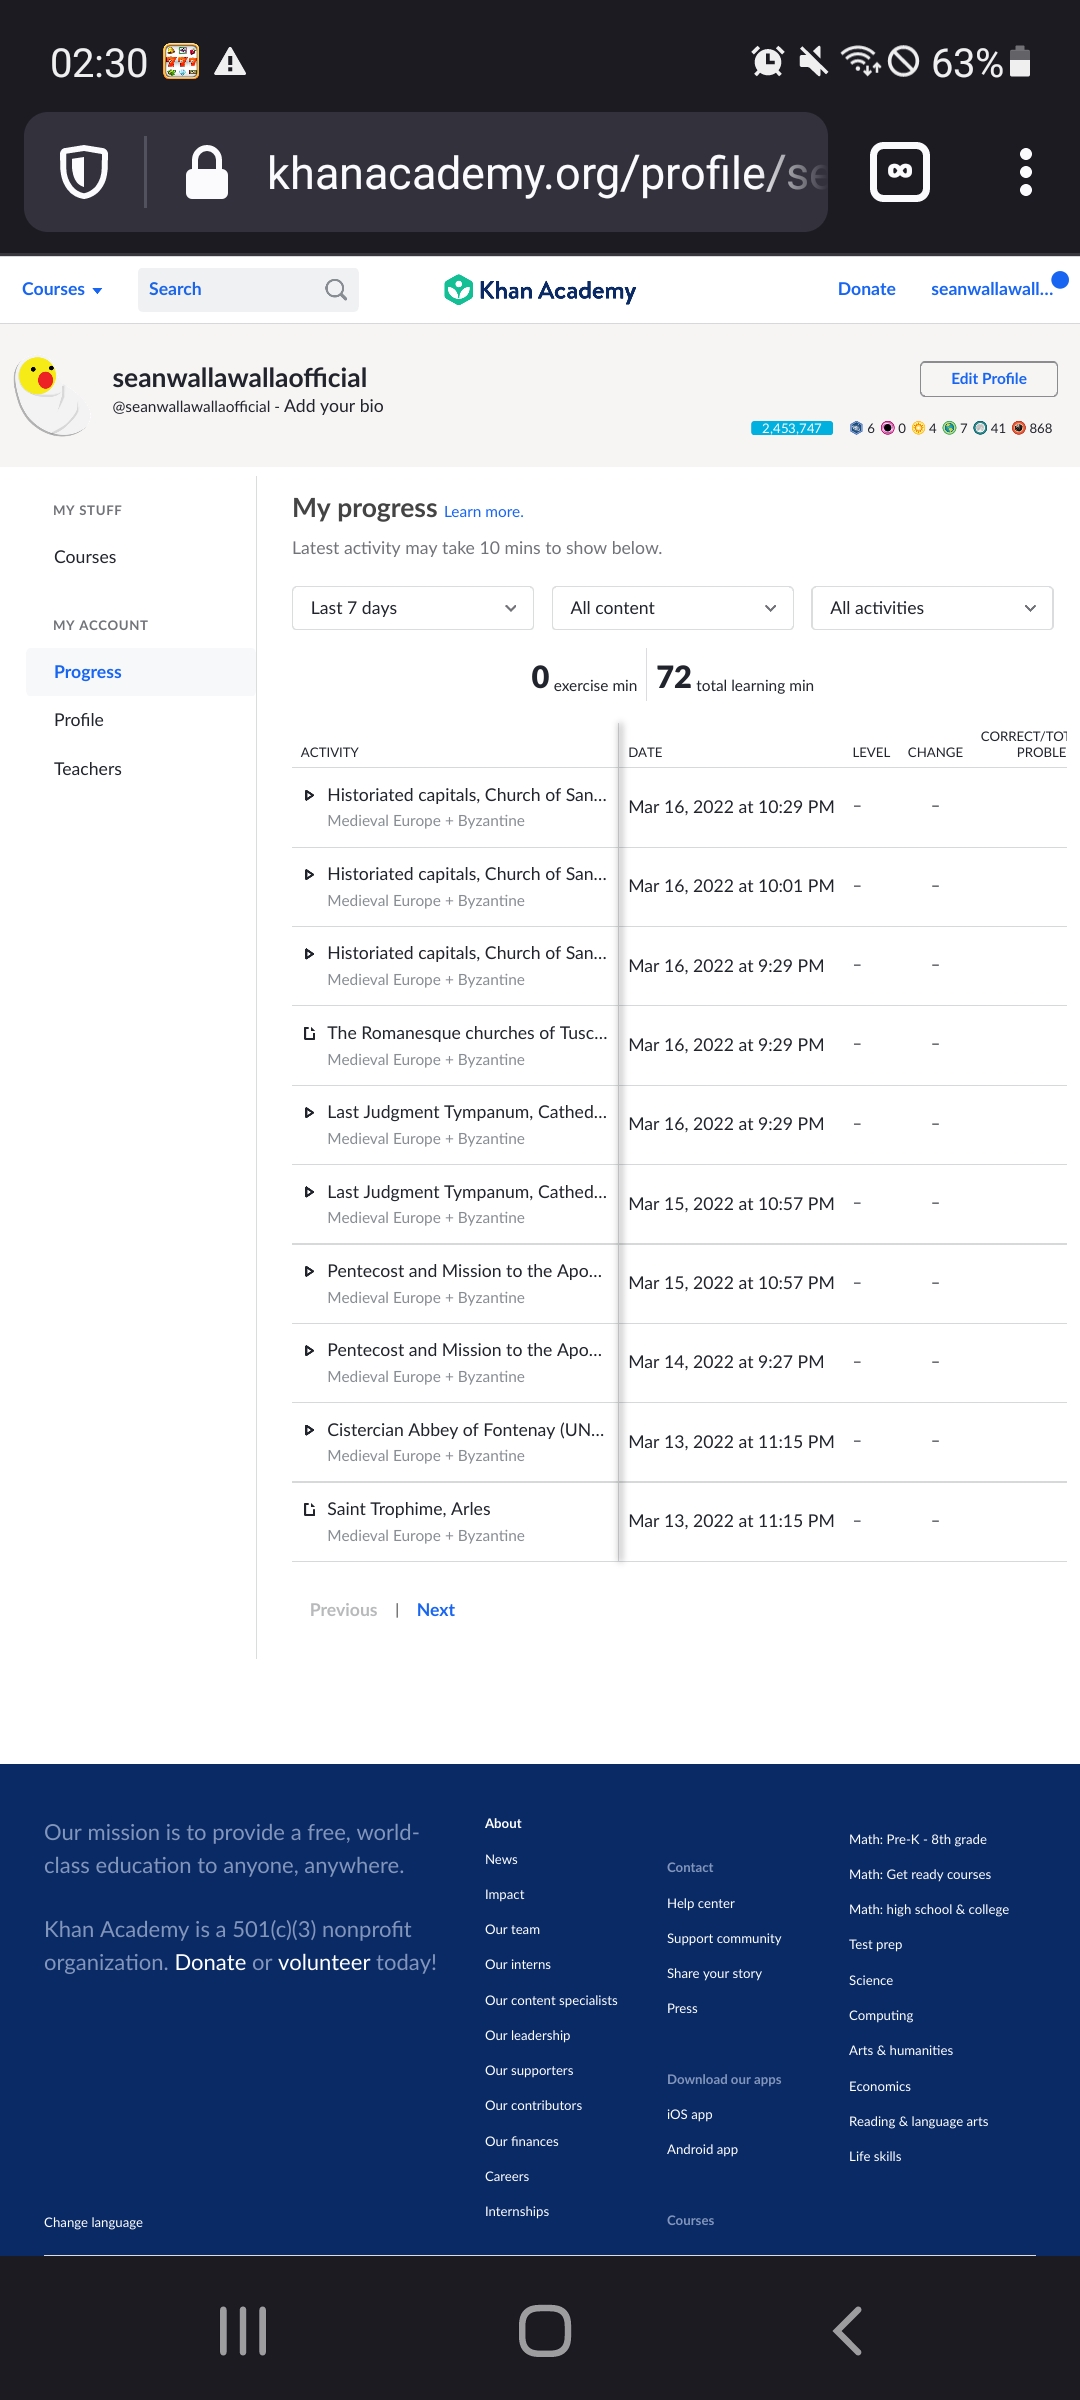 02:30
63%
khanacademy.org/profile/se
Courses
Search
Khan Academy
Donate
seanwallawall...
seanwallawallaofficial
@seanwallawallaofficial - Add your bio
Edit Profile
2,453,747 6 0 4 7 41 868
MY STUFF
Courses
MY ACCOUNT
Progress
Profile
Teachers
My progress Learn more.
Latest activity may take 10 mins to show below.
Last 7 days
All content
All activities
0 exercise min
72 total learning min
ACTIVITY DATE LEVEL CHANGE CORRECT/TOT
PROBLE
Historiated capitals, Church of San...
Medieval Europe + Byzantine
Mar 16, 2022 at 10:29 PM – –
Historiated capitals, Church of San...
Medieval Europe + Byzantine
Mar 16, 2022 at 10:01 PM – –
Historiated capitals, Church of San...
Medieval Europe + Byzantine
Mar 16, 2022 at 9:29 PM – –
The Romanesque churches of Tusc...
Medieval Europe + Byzantine
Mar 16, 2022 at 9:29 PM – –
Last Judgment Tympanum, Cathed...
Medieval Europe + Byzantine
Mar 16, 2022 at 9:29 PM – –
Last Judgment Tympanum, Cathed...
Medieval Europe + Byzantine
Mar 15, 2022 at 10:57 PM – –
Pentecost and Mission to the Apo...
Medieval Europe + Byzantine
Mar 15, 2022 at 10:57 PM – –
Pentecost and Mission to the Apo...
Medieval Europe + Byzantine
Mar 14, 2022 at 9:27 PM – –
Cistercian Abbey of Fontenay (UN...
Medieval Europe + Byzantine
Mar 13, 2022 at 11:15 PM – –
Saint Trophime, Arles
Medieval Europe + Byzantine
Mar 13, 2022 at 11:15 PM – –
Previous | Next
Our mission is to provide a free, world-
class education to anyone, anywhere.
Khan Academy is a 501(c)(3) nonprofit
organization. Donate or volunteer today!
Change language
About
News
Impact
Our team
Our interns
Our content specialists
Our leadership
Our supporters
Our contributors
Our finances
Careers
Internships
Contact
Help center
Support community
Share your story
Press
Download our apps
iOS app
Android app
Courses
Math: Pre-K - 8th grade
Math: Get ready courses
Math: high school & college
Test prep
Science
Computing
Arts & humanities
Economics
Reading & language arts
Life skills